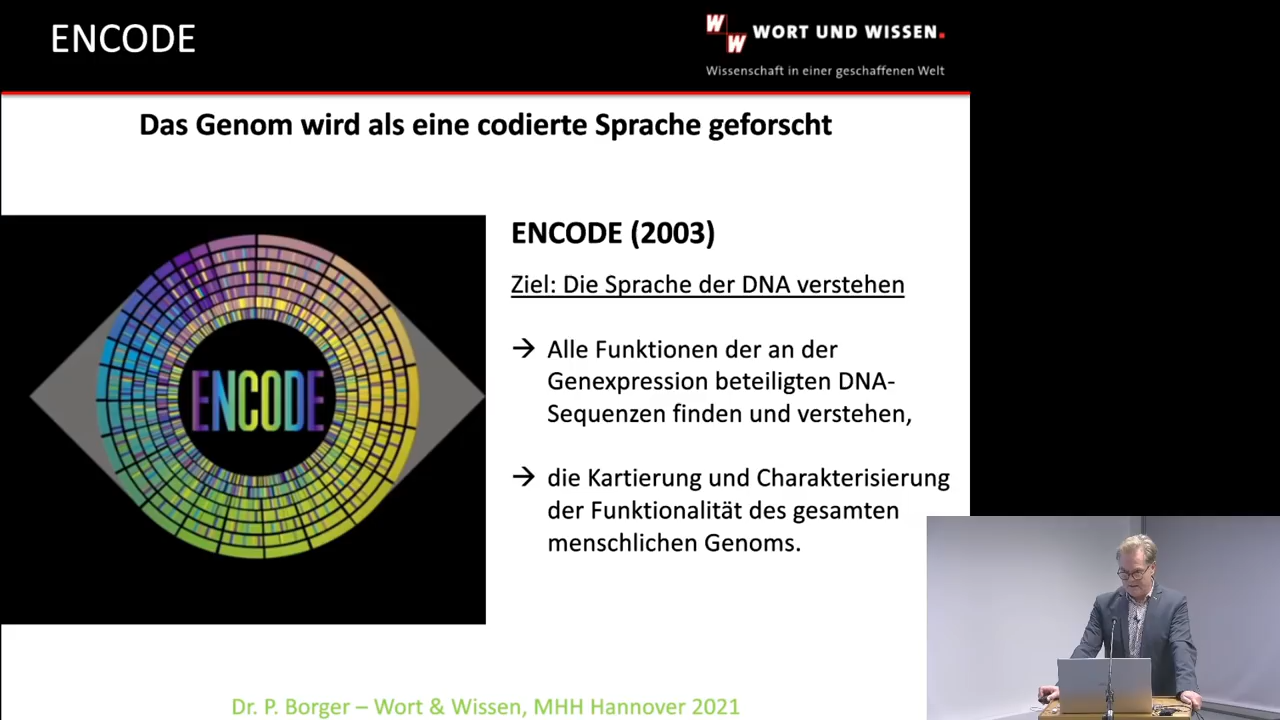 ENCODE
W
W
WORT UND WISSEN.
Wissenschaft in einer geschaffenen Welt
Das Genom wird als eine codierte Sprache geforscht
ENCODE
ENCODE (2003)
Ziel: Die Sprache der DNA verstehen
→ Alle Funktionen der an der
Genexpression beteiligten DNA-
Sequenzen finden und verstehen,
→ die Kartierung und Charakterisierung
der Funktionalität des gesamten
menschlichen Genoms.
Dr. P. Borger – Wort & Wissen, MHH Hannover 2021